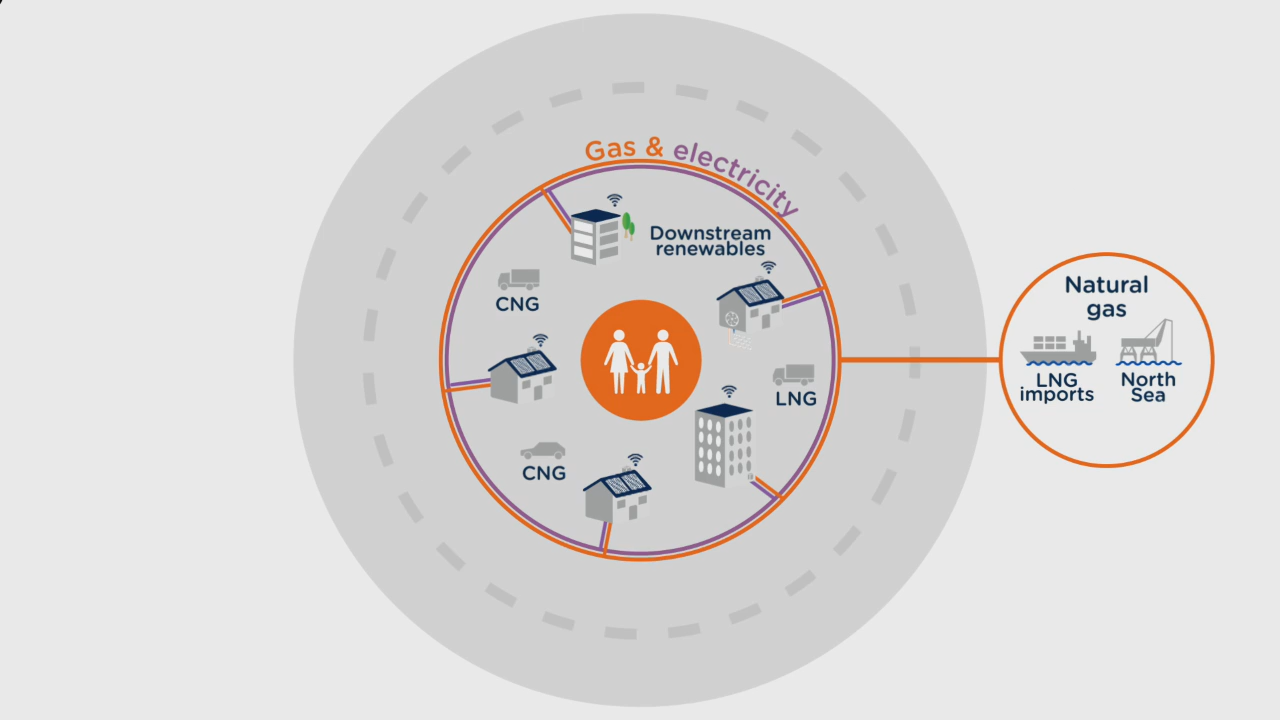 Gas & electricity
Downstream
renewables
CNG
LNG
CNG
Natural
gas
LNG
imports
North
Sea